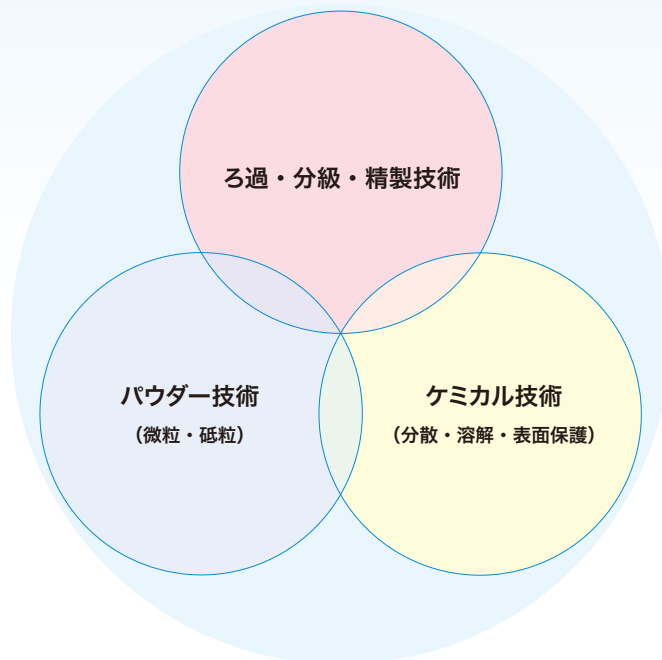 ろ過・分級・精製技術
パウダー技術
（微粒・砥粒）
ケミカル技術
（分散・溶解・表面保護）